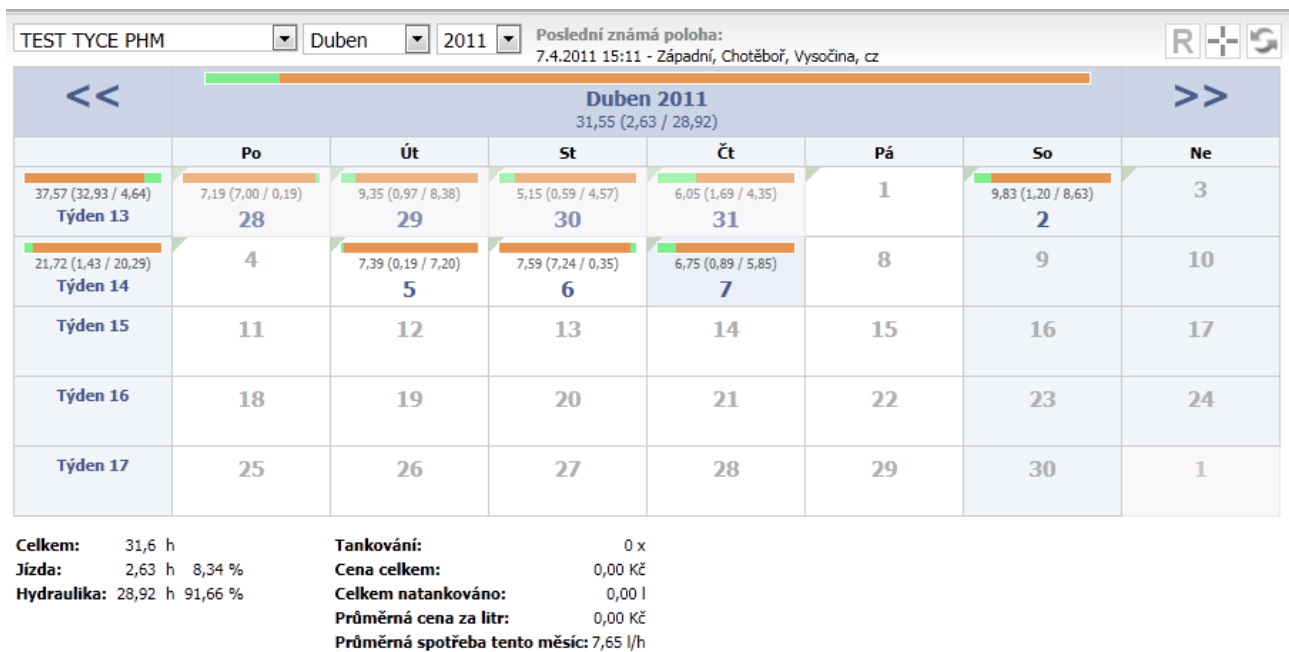 TEST TYCE PHM Duben 2011 Poslední známá poloha:
7.4.2011 15:11 - Západní, Chotěboř, Vysočina, cz
R
<< Duben 2011 >>
31,55 (2,63 / 28,92)
Po Út St Čt Pá So Ne
37,57 (32,93 / 4,64) 7,19 (7,00 / 0,19) 9,35 (0,97 / 8,38) 5,15 (0,59 / 4,57) 6,05 (1,69 / 4,35) 1 9,83 (1,20 / 8,63) 3
Týden 13 28 29 30 31 2
21,72 (1,43 / 20,29) 4 7,39 (0,19 / 7,20) 7,59 (7,24 / 0,35) 6,75 (0,89 / 5,85) 8 9 10
Týden 14 5 6 7
Týden 15 11 12 13 14 15 16 17
Týden 16 18 19 20 21 22 23 24
Týden 17 25 26 27 28 29 30 1
Celkem: 31,6 h Tankování: 0 x
Jízda: 2,63 h 8,34 % Cena celkem: 0,00 Kč
Hydraulika: 28,92 h 91,66 % Celkem natankováno: 0,00 l
Průměrná cena za litr: 0,00 Kč
Průměrná spotřeba tento měsíc: 7,65 l/h